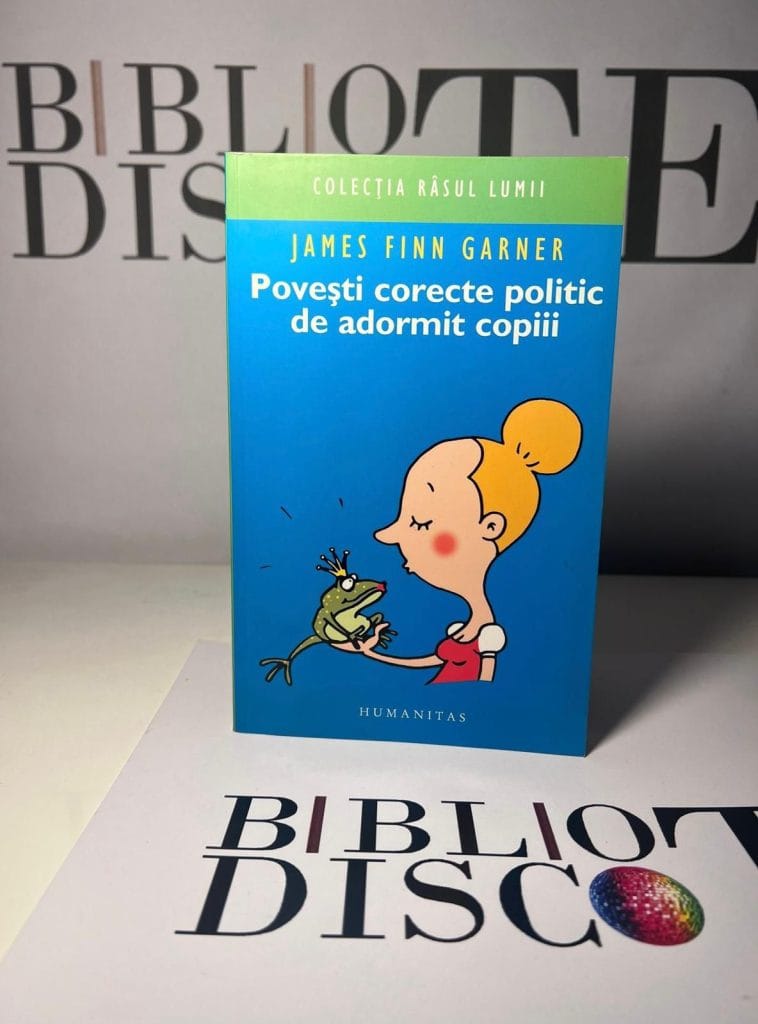 BIBLIOTE
DISC
COLECȚIA RÂSUL LUMII
JAMES FINN GARNER
Povești corecte politic
de adormit copiii
HUMANITAS
BIBLIOT
DISCO